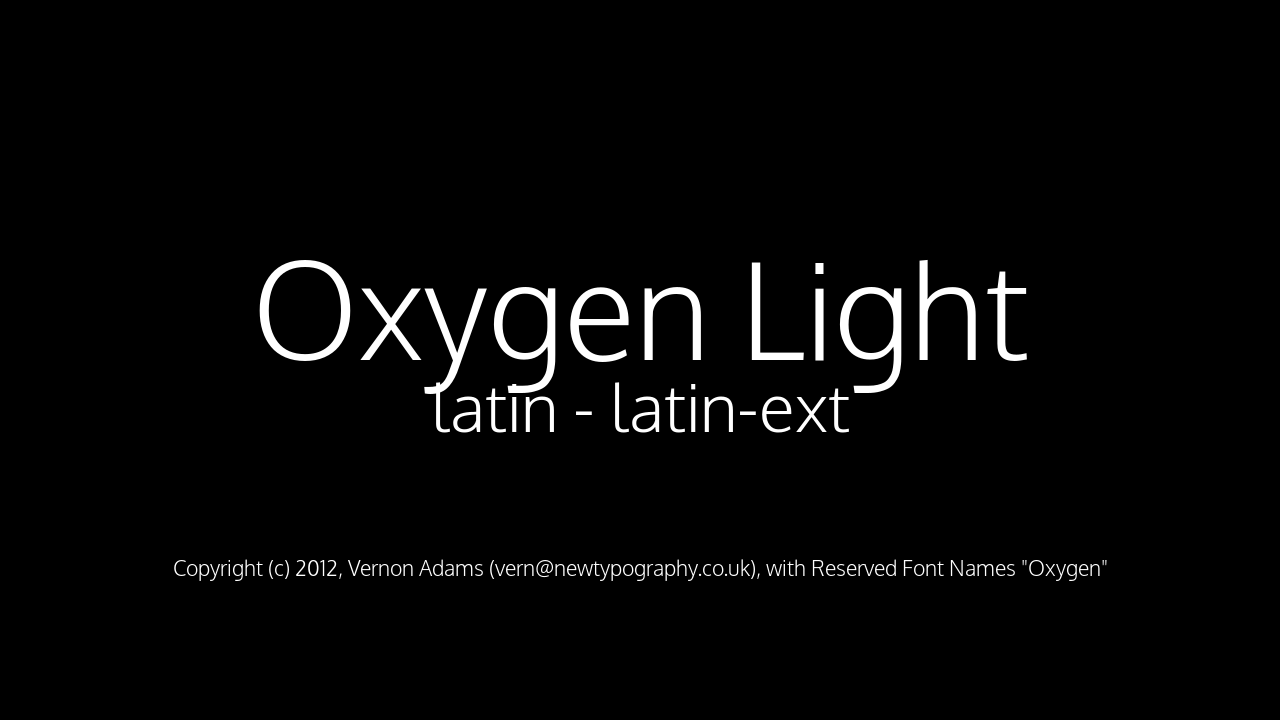 Oxygen Light
latin - latin-ext
Copyright (c) 2012, Vernon Adams (vern@newtypography.co.uk), with Reserved Font Names "Oxygen"